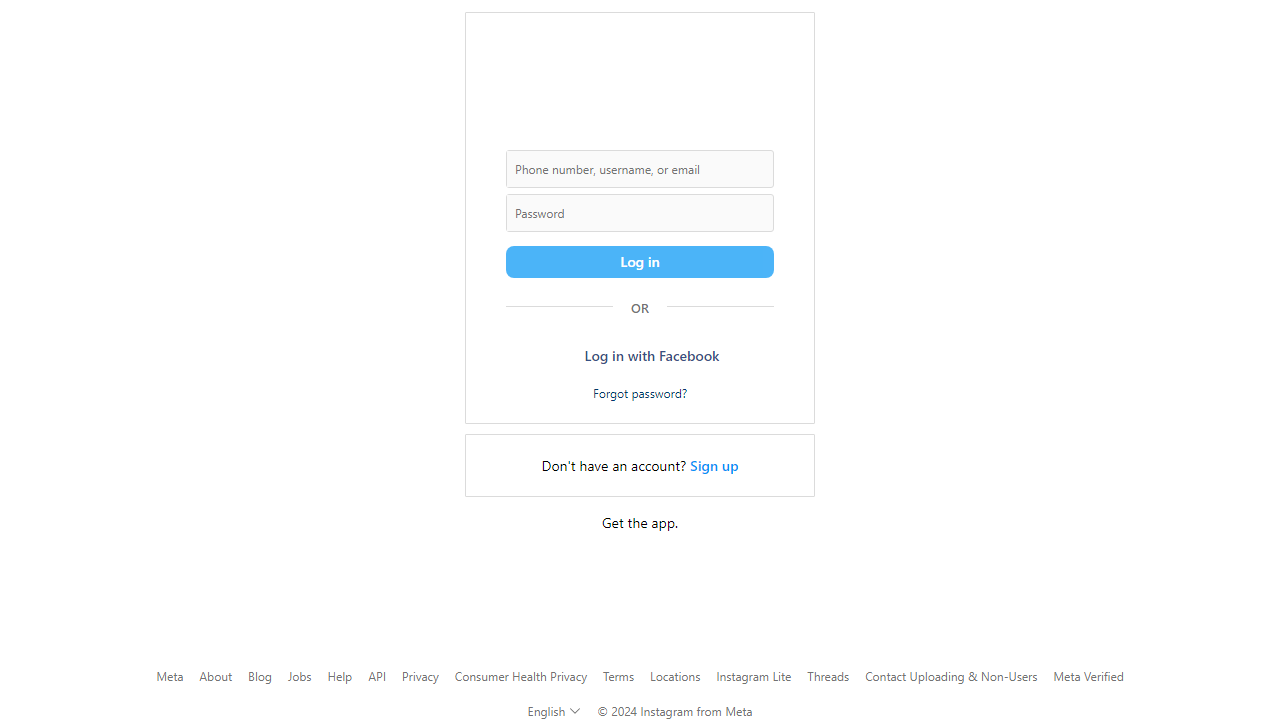 Phone number, username, or email
Password
Log in
OR
Log in with Facebook
Forgot password?
Don't have an account? Sign up
Get the app.
Meta About Blog Jobs Help API Privacy Consumer Health Privacy Terms Locations Instagram Lite Threads Contact Uploading & Non-Users Meta Verified
English © 2024 Instagram from Meta